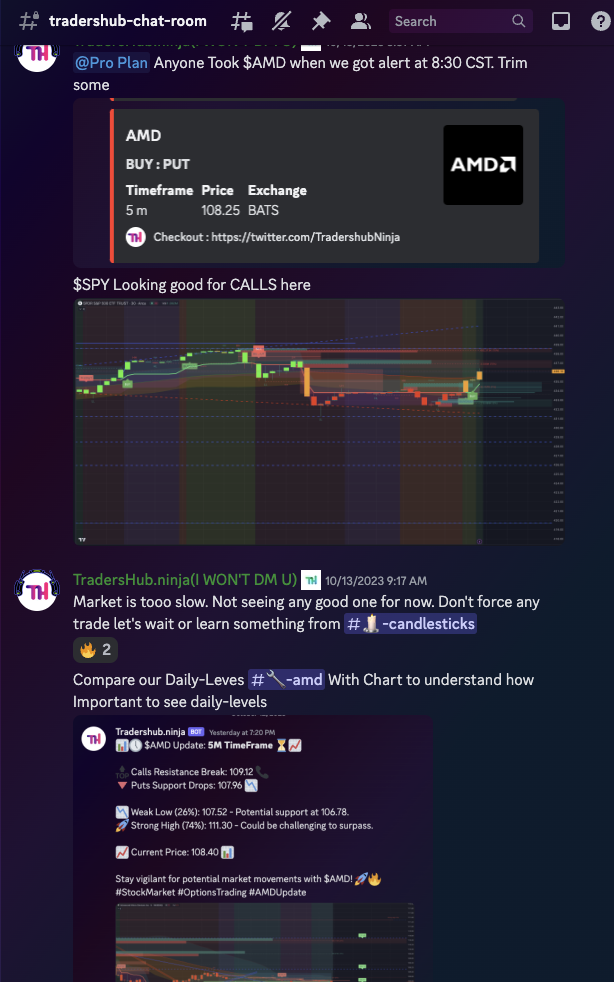 tradershub-chat-room
Search
@Pro Plan Anyone Took $AMD when we got alert at 8:30 CST. Trim
some
AMD
BUY : PUT
AMD
Timeframe Price Exchange
5 m 108.25 BATS
TH Checkout : https://twitter.com/TradershubNinja
$SPY Looking good for CALLS here
TH TradersHub.ninja(I WON'T DM U) TH 10/13/2023 9:17 AM
Market is tooo slow. Not seeing any good one for now. Don't force any
trade let's wait or learn something from #🕯️-candlesticks
🔥 2
Compare our Daily-Leves #🔧-amd With Chart to understand how
Important to see daily-levels
TH Tradershub.ninja BOT Yesterday at 7:20 PM
📊🕔 $AMD Update: 5M TimeFrame ⏳📈
🔝 Calls Resistance Break: 109.12 📞
🔻 Puts Support Drops: 107.96 📉
📉 Weak Low (26%): 107.52 - Potential support at 106.78.
🚀 Strong High (74%): 111.30 - Could be challenging to surpass.
📈 Current Price: 108.40 📊
Stay vigilant for potential market movements with $AMD! 🚀🔥
#StockMarket #OptionsTrading #AMDUpdate